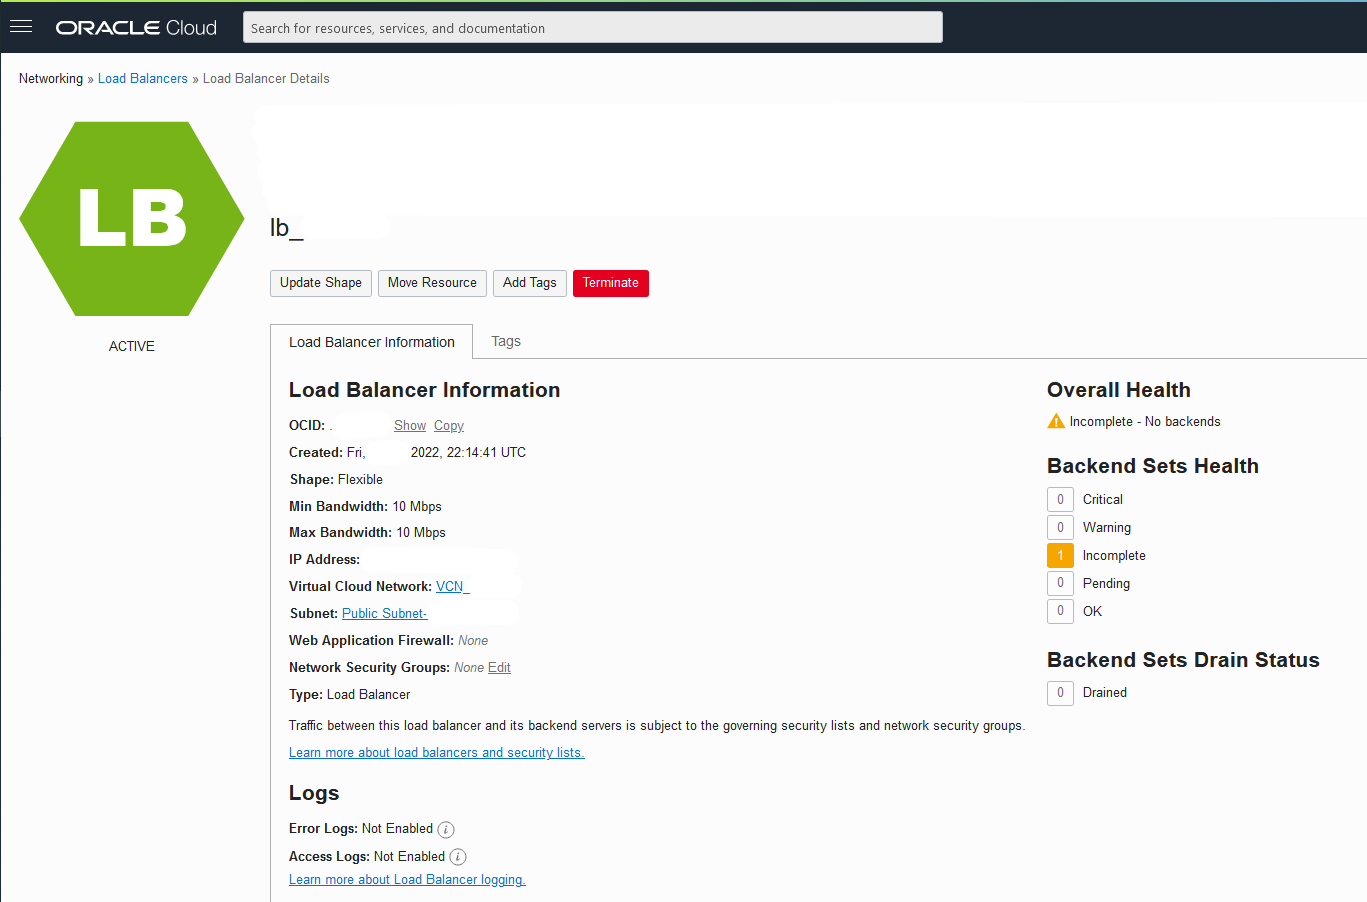 ORACLE Cloud
Search for resources, services, and documentation
Networking » Load Balancers » Load Balancer Details
LB
ACTIVE
lb_
Update Shape Move Resource Add Tags Terminate
Load Balancer Information Tags
Load Balancer Information
OCID: . Show Copy
Created: Fri, 2022, 22:14:41 UTC
Shape: Flexible
Min Bandwidth: 10 Mbps
Max Bandwidth: 10 Mbps
IP Address:
Virtual Cloud Network: VCN_
Subnet: Public Subnet-
Web Application Firewall: None
Network Security Groups: None Edit
Type: Load Balancer
Traffic between this load balancer and its backend servers is subject to the governing security lists and network security groups.
Learn more about load balancers and security lists.
Logs
Error Logs: Not Enabled i
Access Logs: Not Enabled i
Learn more about Load Balancer logging.
Overall Health
Incomplete - No backends
Backend Sets Health
0 Critical
0 Warning
1 Incomplete
0 Pending
0 OK
Backend Sets Drain Status
0 Drained